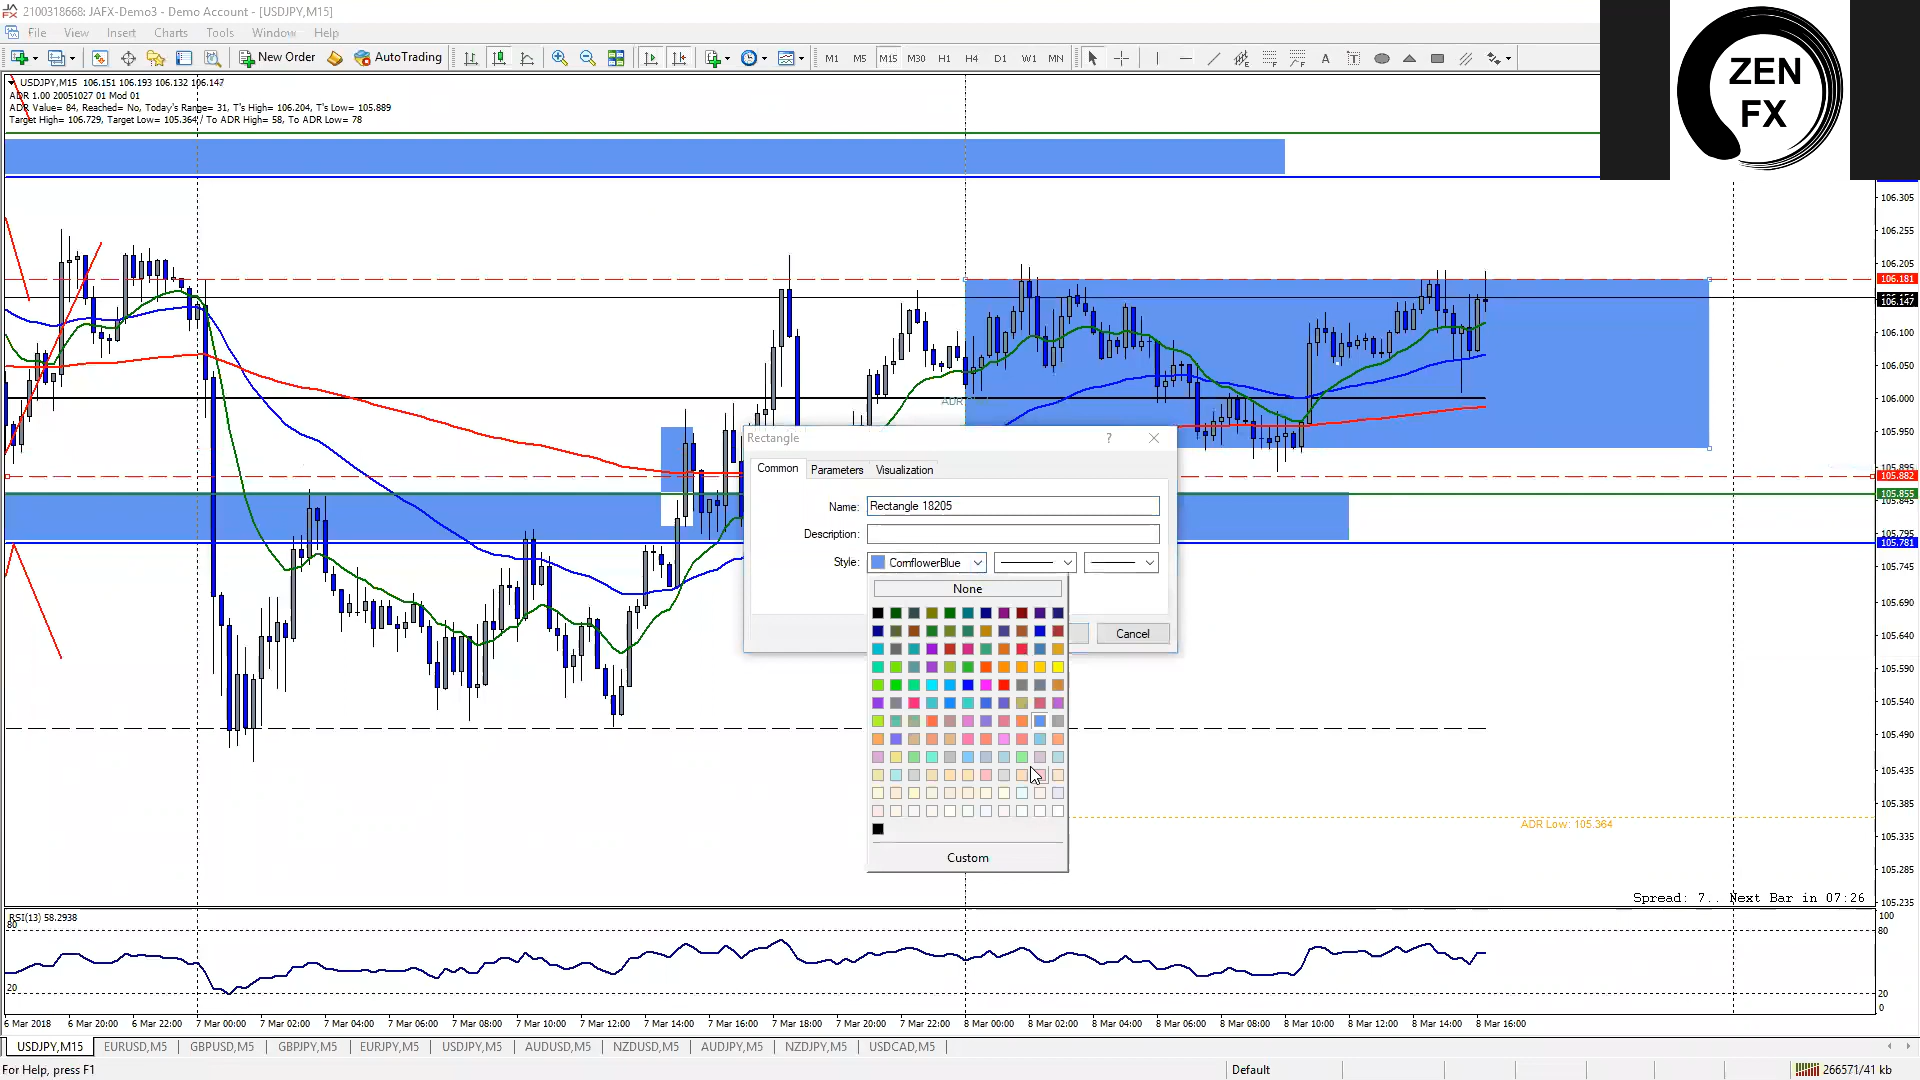 2100318668: JAFX-Demo3 - Demo Account - [USDJPY,M15]
File View Insert Charts Tools Window Help
New Order AutoTrading M1 M5 M15 M30 H1 H4 D1 W1 MN A T
ZEN
FX
USDJPY,M15 106.151 106.193 106.132 106.147
ADR 1.00 20051027 01 Mod 01
ADR Value= 84, Reached= No, Today's Range= 31, T's High= 106.204, T's Low= 105.889
Target High= 106.729, Target Low= 105.364 / To ADR High= 58, To ADR Low= 78
106.305
106.255
106.205
106.181
106.147
106.100
106.050
106.000
ADR
105.950
105.895
105.882
105.855
105.845
105.795
105.781
105.745
105.690
105.640
105.590
105.540
105.490
105.435
105.385
105.335
105.285
105.235
Rectangle ?
Common Parameters Visualization
Name: Rectangle 18205
Description:
Style: CornflowerBlue
None
Cancel
Custom
ADR Low: 105.364
Spread: 7.. Next Bar in 07:26
RSI(13) 58.2938
80
20
100
80
20
0
6 Mar 2018 6 Mar 20:00 6 Mar 22:00 7 Mar 00:00 7 Mar 02:00 7 Mar 04:00 7 Mar 06:00 7 Mar 08:00 7 Mar 10:00 7 Mar 12:00 7 Mar 14:00 7 Mar 16:00 7 Mar 18:00 7 Mar 20:00 7 Mar 22:00 8 Mar 00:00 8 Mar 02:00 8 Mar 04:00 8 Mar 06:00 8 Mar 08:00 8 Mar 10:00 8 Mar 12:00 8 Mar 14:00 8 Mar 16:00
USDJPY,M15 EURUSD,M5 GBPUSD,M5 GBPJPY,M5 EURJPY,M5 USDJPY,M5 AUDUSD,M5 NZDUSD,M5 AUDJPY,M5 NZDJPY,M5 USDCAD,M5
For Help, press F1 Default 266571/41 kb